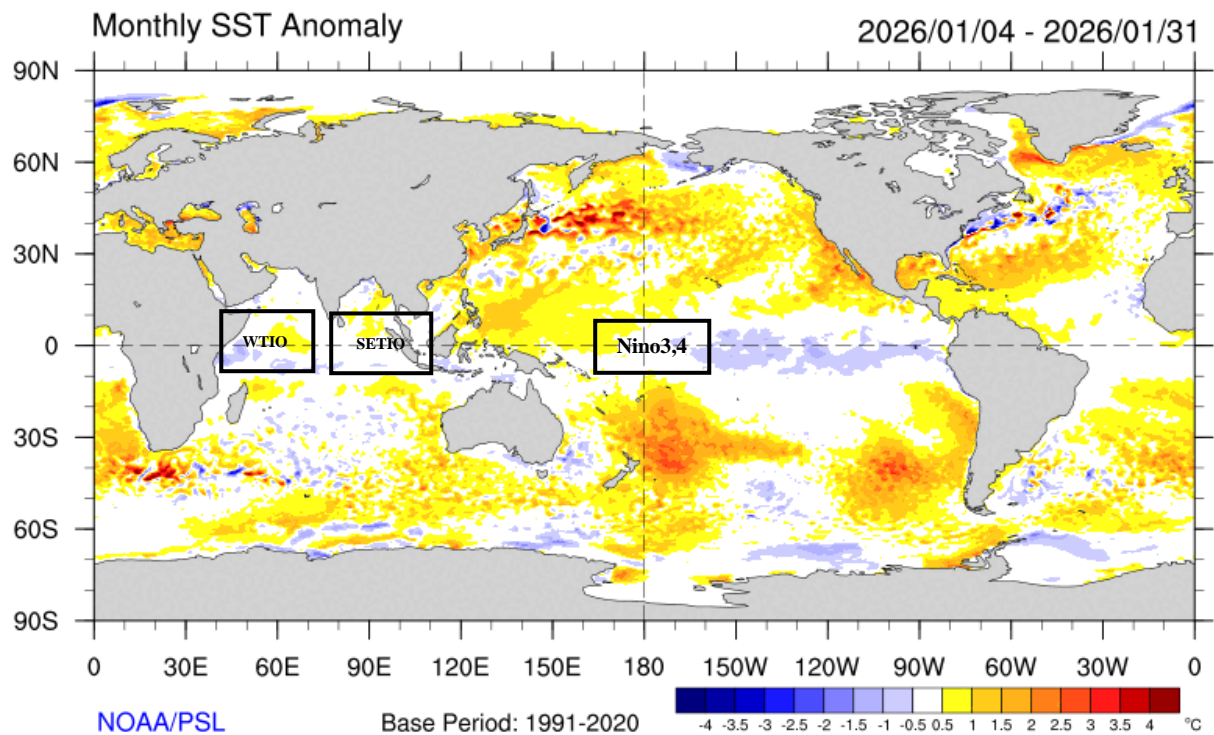 Monthly SST Anomaly 2026/01/04 - 2026/01/31
90N
60N
30N
0
30S
60S
90S
WTIO SETIO Nino3,4
0 30E 60E 90E 120E 150E 180 150W 120W 90W 60W 30W 0
NOAA/PSL Base Period: 1991-2020
-4 -3.5 -3 -2.5 -2 -1.5 -1 -0.5 0.5 1 1.5 2 2.5 3 3.5 4 °C